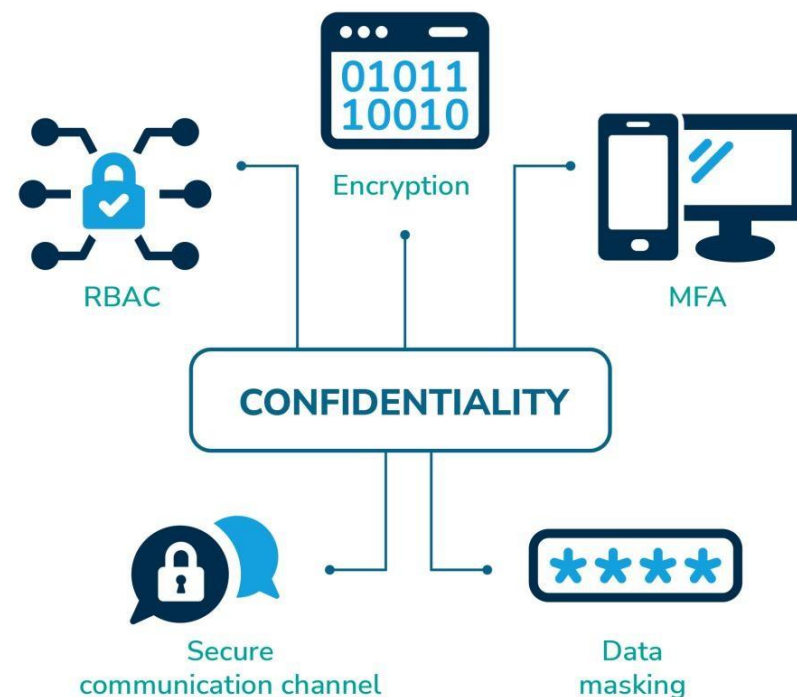 01011
10010
Encryption
RBAC
MFA
CONFIDENTIALITY
****
Secure
communication channel
Data
masking